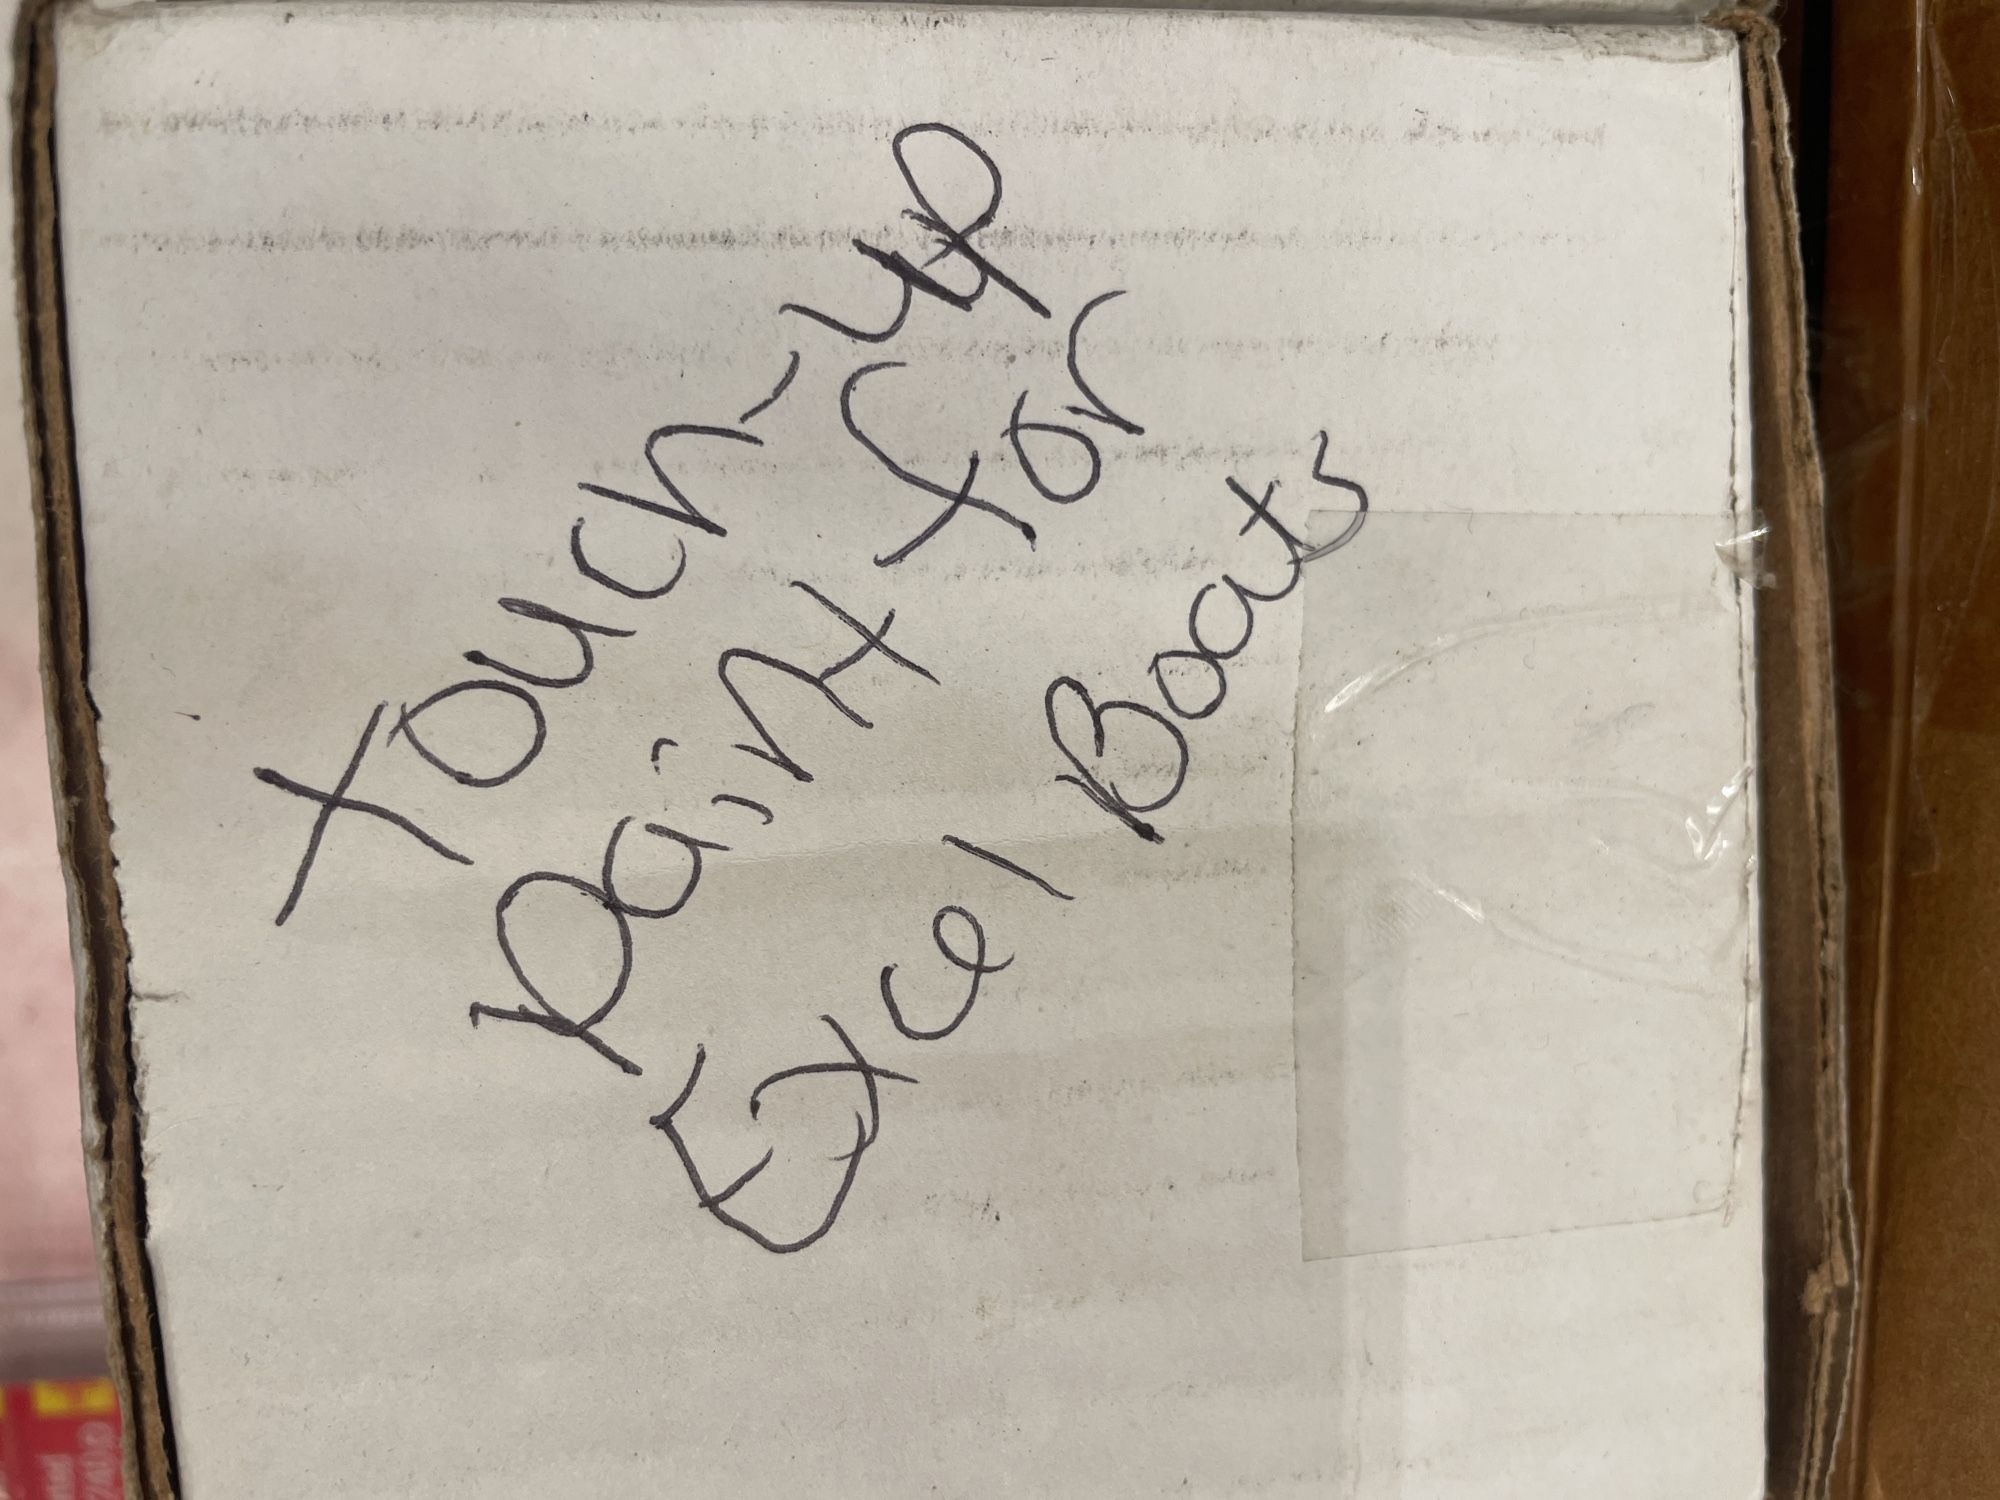 Touch-up
Paint for
Excel Boats